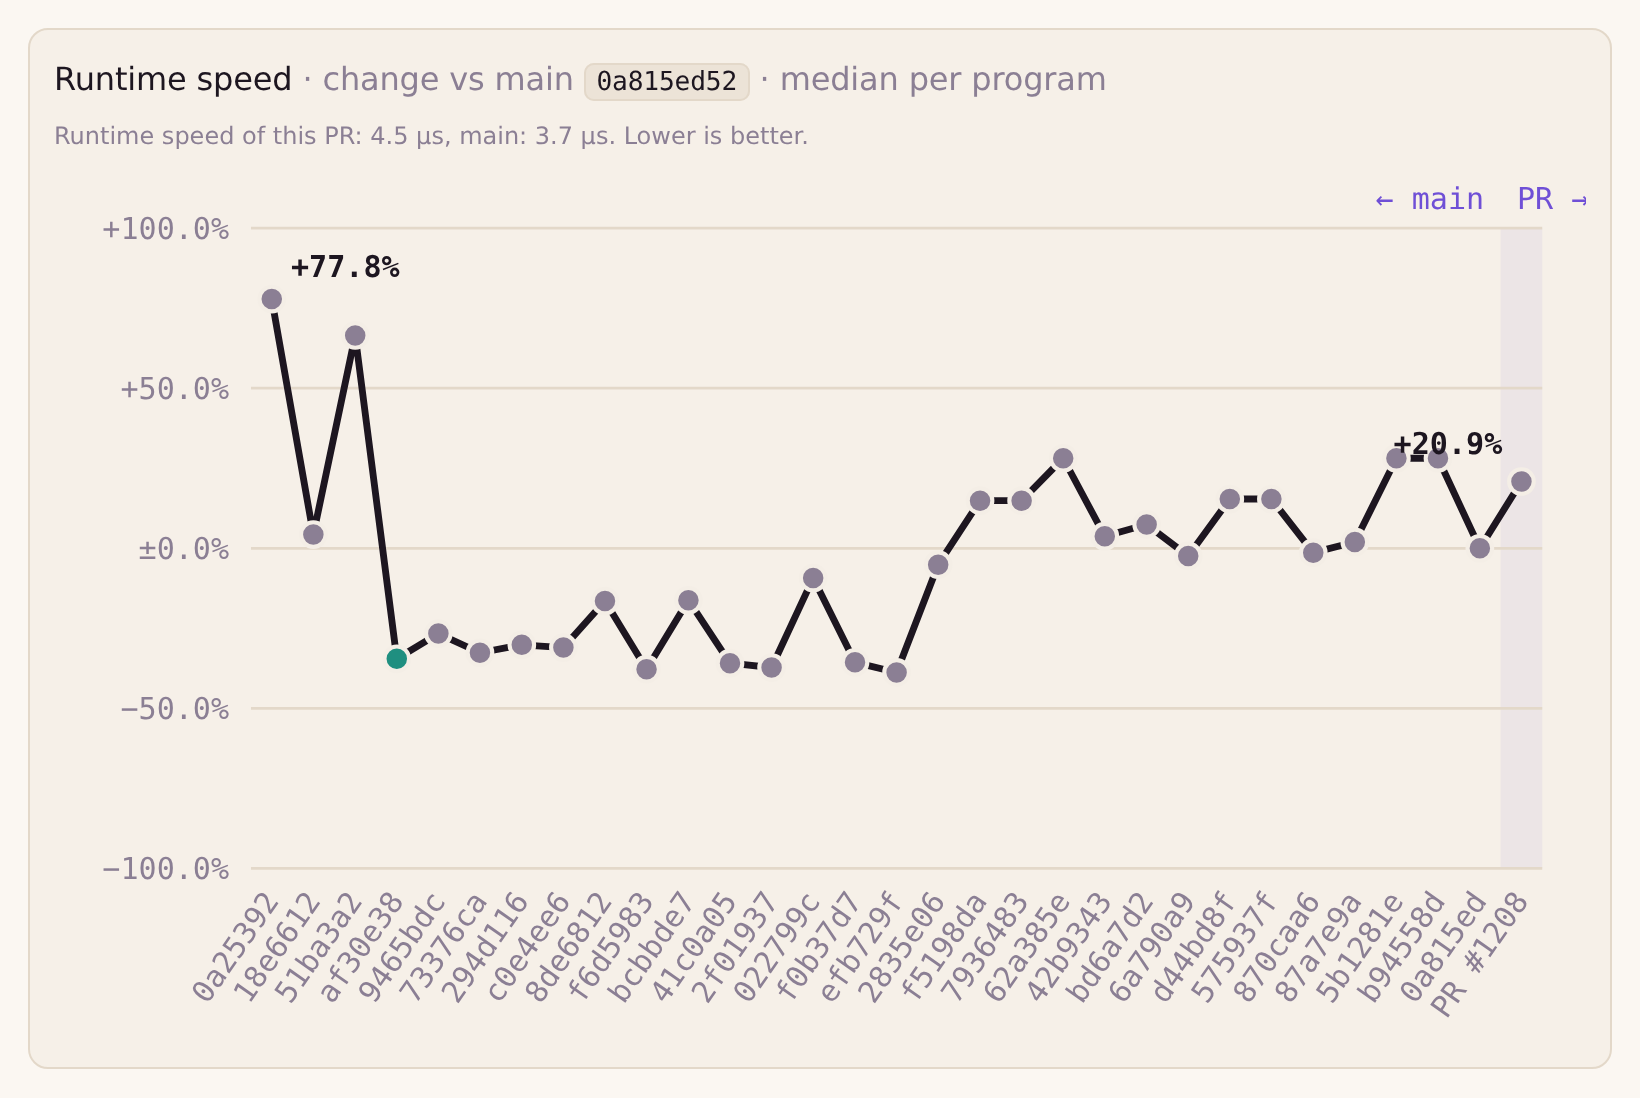 Runtime speed · change vs main 0a815ed52 · median per program
Runtime speed of this PR: 4.5 µs, main: 3.7 µs. Lower is better.
← main PR →
+100.0%
+77.8%
+50.0%
+20.9%
±0.0%
−50.0%
−100.0%
0a25392
18e6612
51ba3a2
af30e38
9465bdc
73376ca
294d116
c0e4ee6
8de6812
f6d5983
bcbbde7
41c0a05
2f01937
022799c
f0b37d7
efb729f
2835e06
f5198da
7936483
62a385e
42b9343
bd6a7d2
6a790a9
d44bd8f
575937f
870caa6
87a7e9a
5b1281e
b94558d
0a815ed
PR #1208